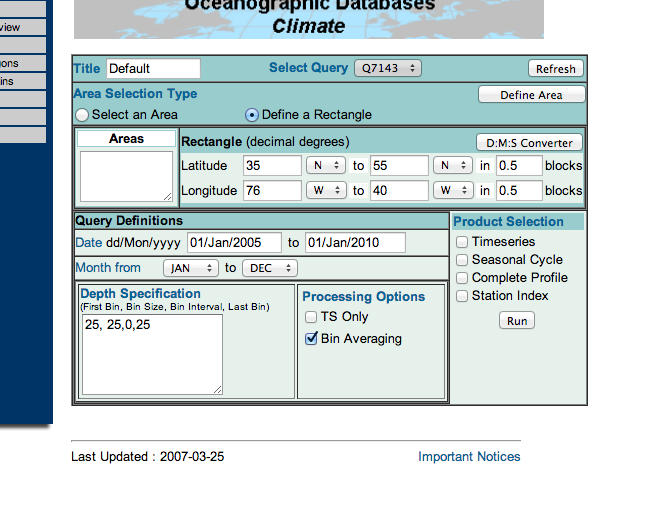 Oceanographic Databases
Climate
view
ons
ins
Title Default Select Query Q7143 Refresh
Area Selection Type Define Area
Select an Area Define a Rectangle
Areas Rectangle (decimal degrees) D:M:S Converter
Latitude 35 N to 55 N in 0.5 blocks
Longitude 76 W to 40 W in 0.5 blocks
Query Definitions Product Selection
Date dd/Mon/yyyy 01/Jan/2005 to 01/Jan/2010 Timeseries
Seasonal Cycle
Month from JAN to DEC Complete Profile
Depth Specification Processing Options Station Index
(First Bin, Bin Size, Bin Interval, Last Bin)
25, 25,0,25 TS Only Run
Bin Averaging
Last Updated : 2007-03-25 Important Notices